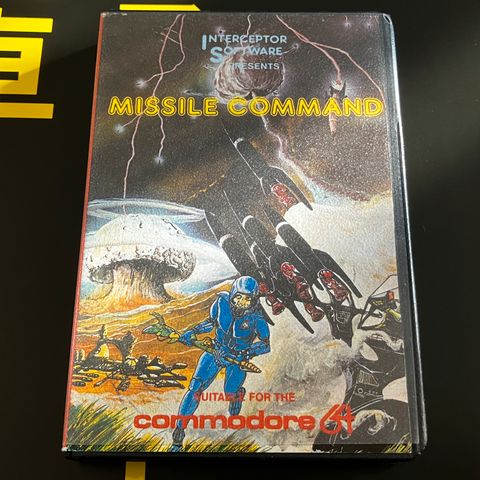 INTERCEPTOR
SOFTWARE
PRESENTS
MISSILE COMMAND
SUITABLE FOR THE
commodore 64